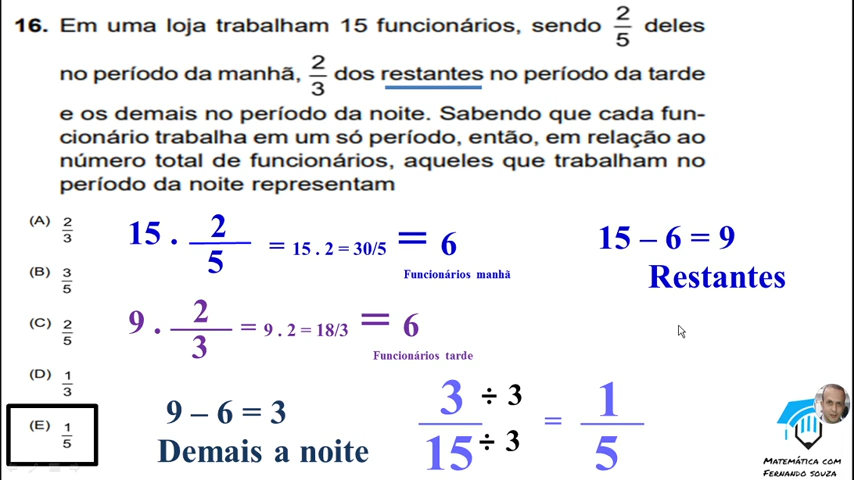 16. Em uma loja trabalham 15 funcionários, sendo 2/5 deles
no período da manhã, 2/3 dos restantes no período da tarde
e os demais no período da noite. Sabendo que cada fun-
cionário trabalha em um só período, então, em relação ao
número total de funcionários, aqueles que trabalham no
período da noite representam
(A) 2/3
15 . 2/5 = 15 . 2 = 30/5 = 6
Funcionários manhã
15 – 6 = 9
Restantes
(B) 3/5
(C) 2/5
9 . 2/3 = 9 . 2 = 18/3 = 6
Funcionários tarde
(D) 1/3
(E) 1/5
9 – 6 = 3
Demais a noite
3 ÷ 3 / 15 ÷ 3 = 1/5
Matemática com
Fernando souza